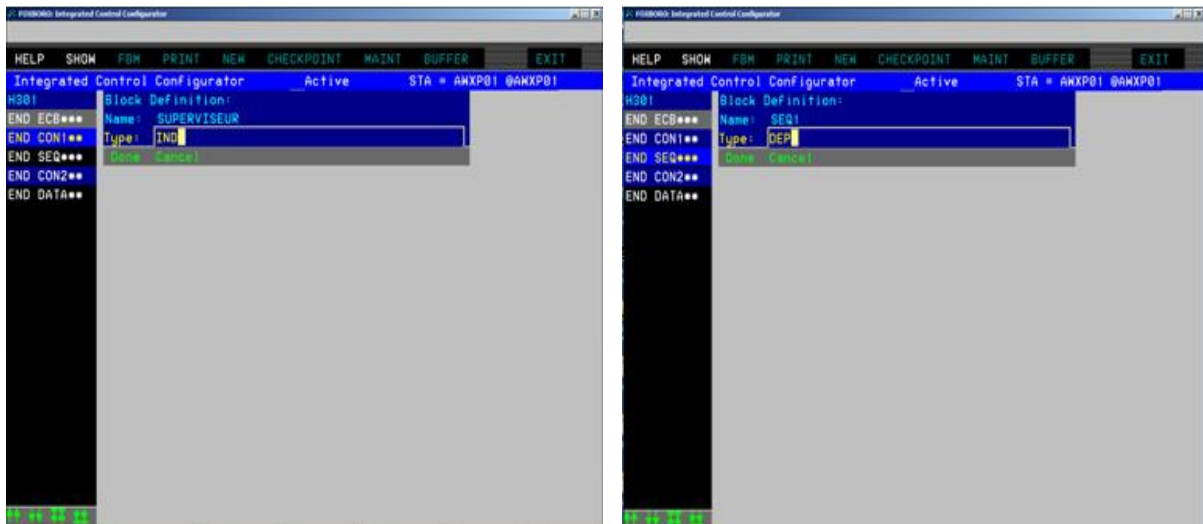 FOXBORO: Integrated Control Configurator
HELP SHOW FBM PRINT NEW CHECKPOINT MAINT BUFFER EXIT
Integrated Control Configurator __Active STA = AWXP01 @AWXP01
H301
Block Definition:
END ECB●●●
Name: SUPERVISEUR
END CON1●●
Type: IND
END SEQ●●●
Done Cancel
END CON2●●
END DATA●●
FOXBORO: Integrated Control Configurator
HELP SHOW FBM PRINT NEW CHECKPOINT MAINT BUFFER EXIT
Integrated Control Configurator __Active STA = AWXP01 @AWXP01
H301
Block Definition:
END ECB●●●
Name: SEQ1
END CON1●●
Type: DEP
END SEQ●●●
Done Cancel
END CON2●●
END DATA●●